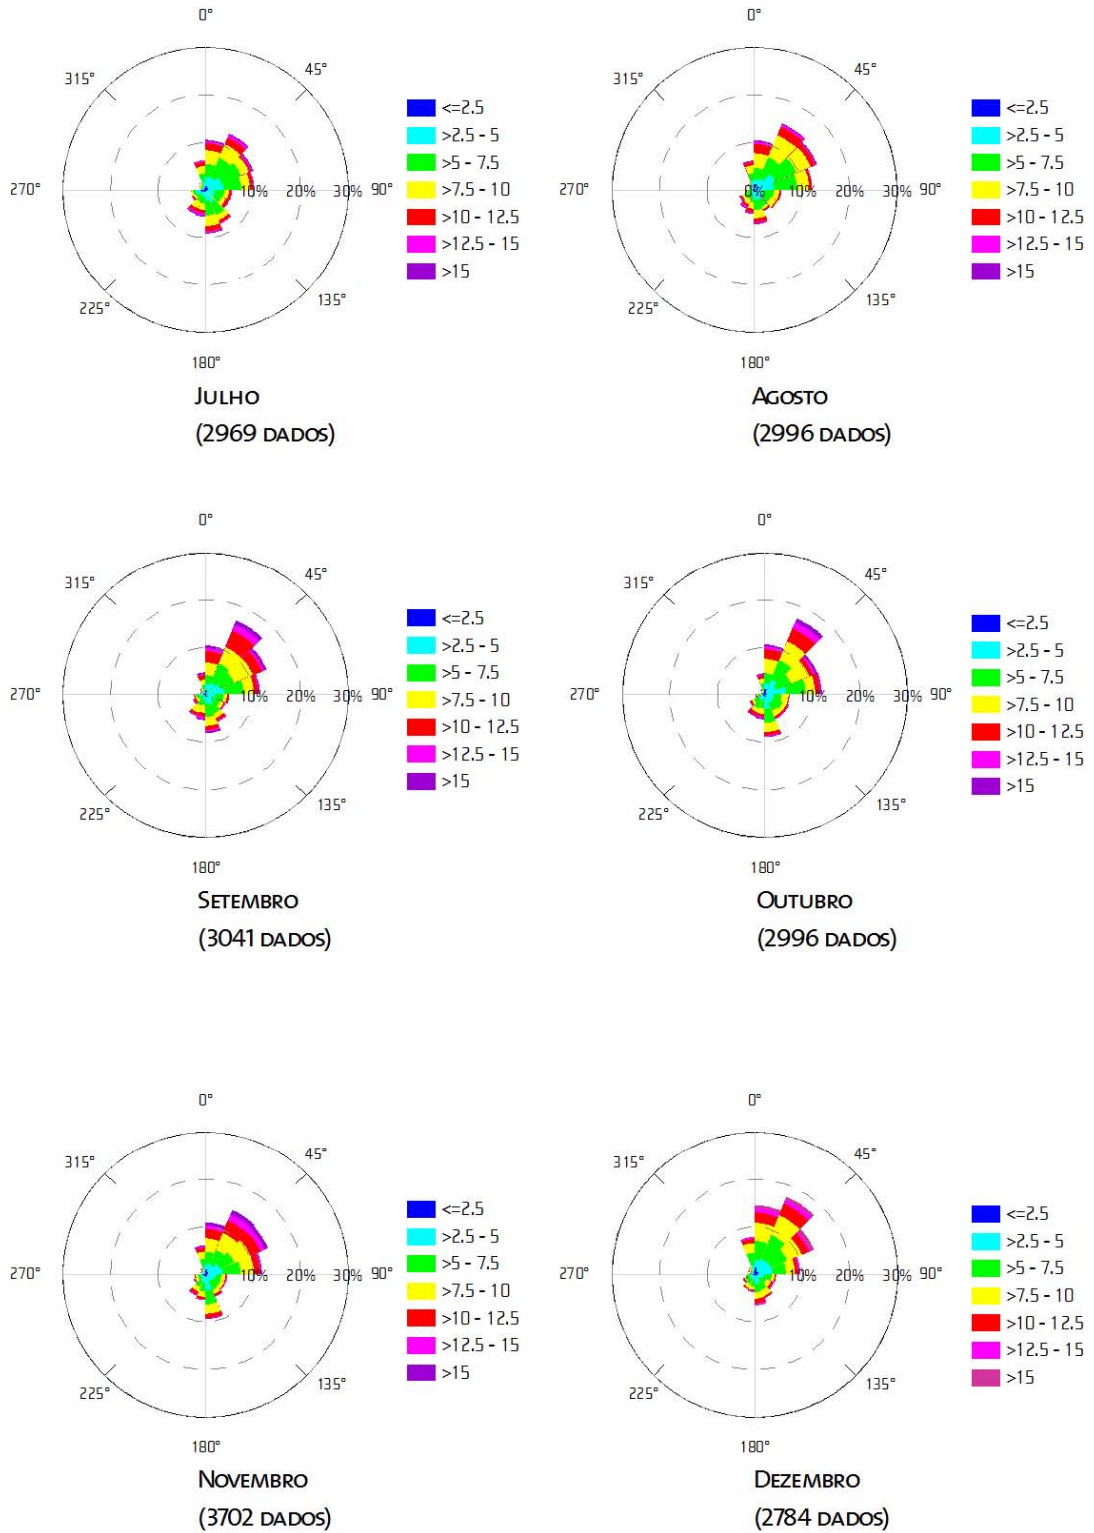 0°
315°
45°
270°
10% 20% 30% 90°
225°
135°
180°
<=2.5
>2.5 - 5
>5 - 7.5
>7.5 - 10
>10 - 12.5
>12.5 - 15
>15
JULHO
(2969 DADOS)
0°
315°
45°
270°
0% 10% 20% 30% 90°
225°
135°
180°
<=2.5
>2.5 - 5
>5 - 7.5
>7.5 - 10
>10 - 12.5
>12.5 - 15
>15
AGOSTO
(2996 DADOS)
0°
315°
45°
270°
10% 20% 30% 90°
225°
135°
180°
<=2.5
>2.5 - 5
>5 - 7.5
>7.5 - 10
>10 - 12.5
>12.5 - 15
>15
SETEMBRO
(3041 DADOS)
0°
315°
45°
270°
10% 20% 30% 90°
225°
135°
180°
<=2.5
>2.5 - 5
>5 - 7.5
>7.5 - 10
>10 - 12.5
>12.5 - 15
>15
OUTUBRO
(2996 DADOS)
0°
315°
45°
270°
10% 20% 30% 90°
225°
135°
180°
<=2.5
>2.5 - 5
>5 - 7.5
>7.5 - 10
>10 - 12.5
>12.5 - 15
>15
NOVEMBRO
(3702 DADOS)
0°
315°
45°
270°
10% 20% 30% 90°
225°
135°
180°
<=2.5
>2.5 - 5
>5 - 7.5
>7.5 - 10
>10 - 12.5
>12.5 - 15
>15
DEZEMBRO
(2784 DADOS)